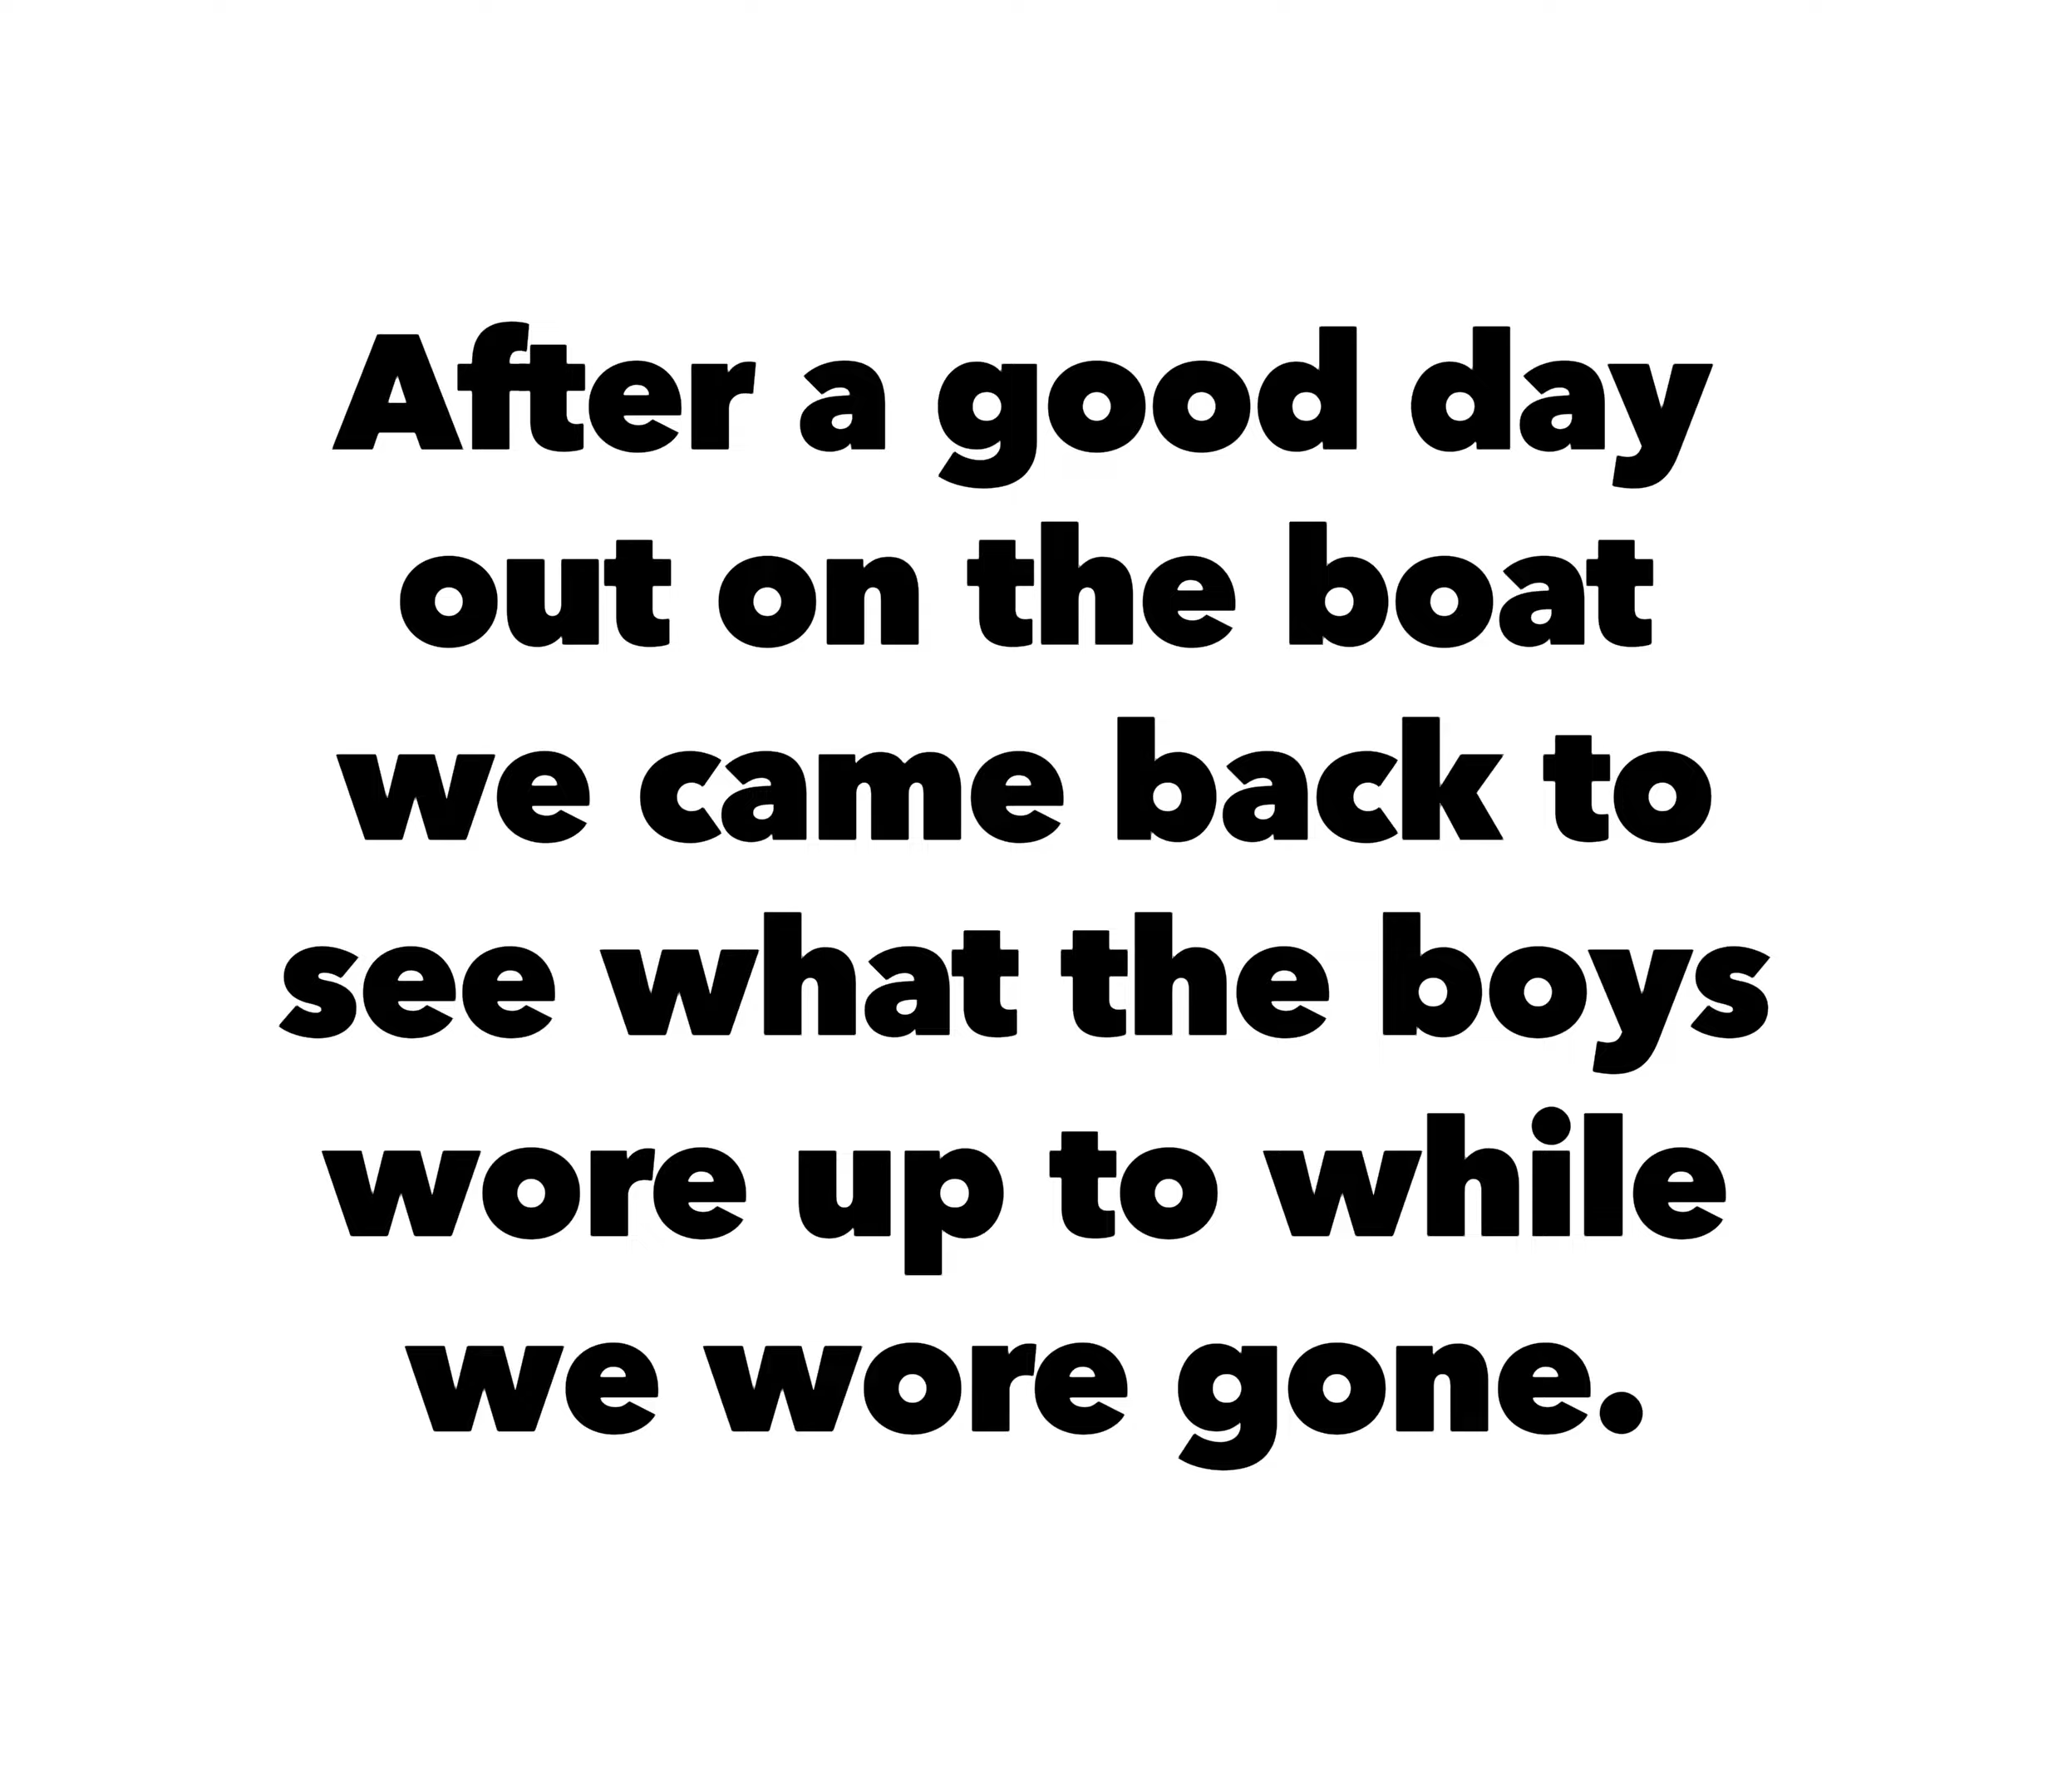 After a good day
out on the boat
we came back to
see what the boys
wore up to while
we wore gone.